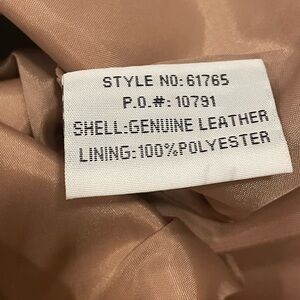 STYLE NO:61765
P.O.#: 10791
SHELL:GENUINE LEATHER
LINING:100%POLYESTER